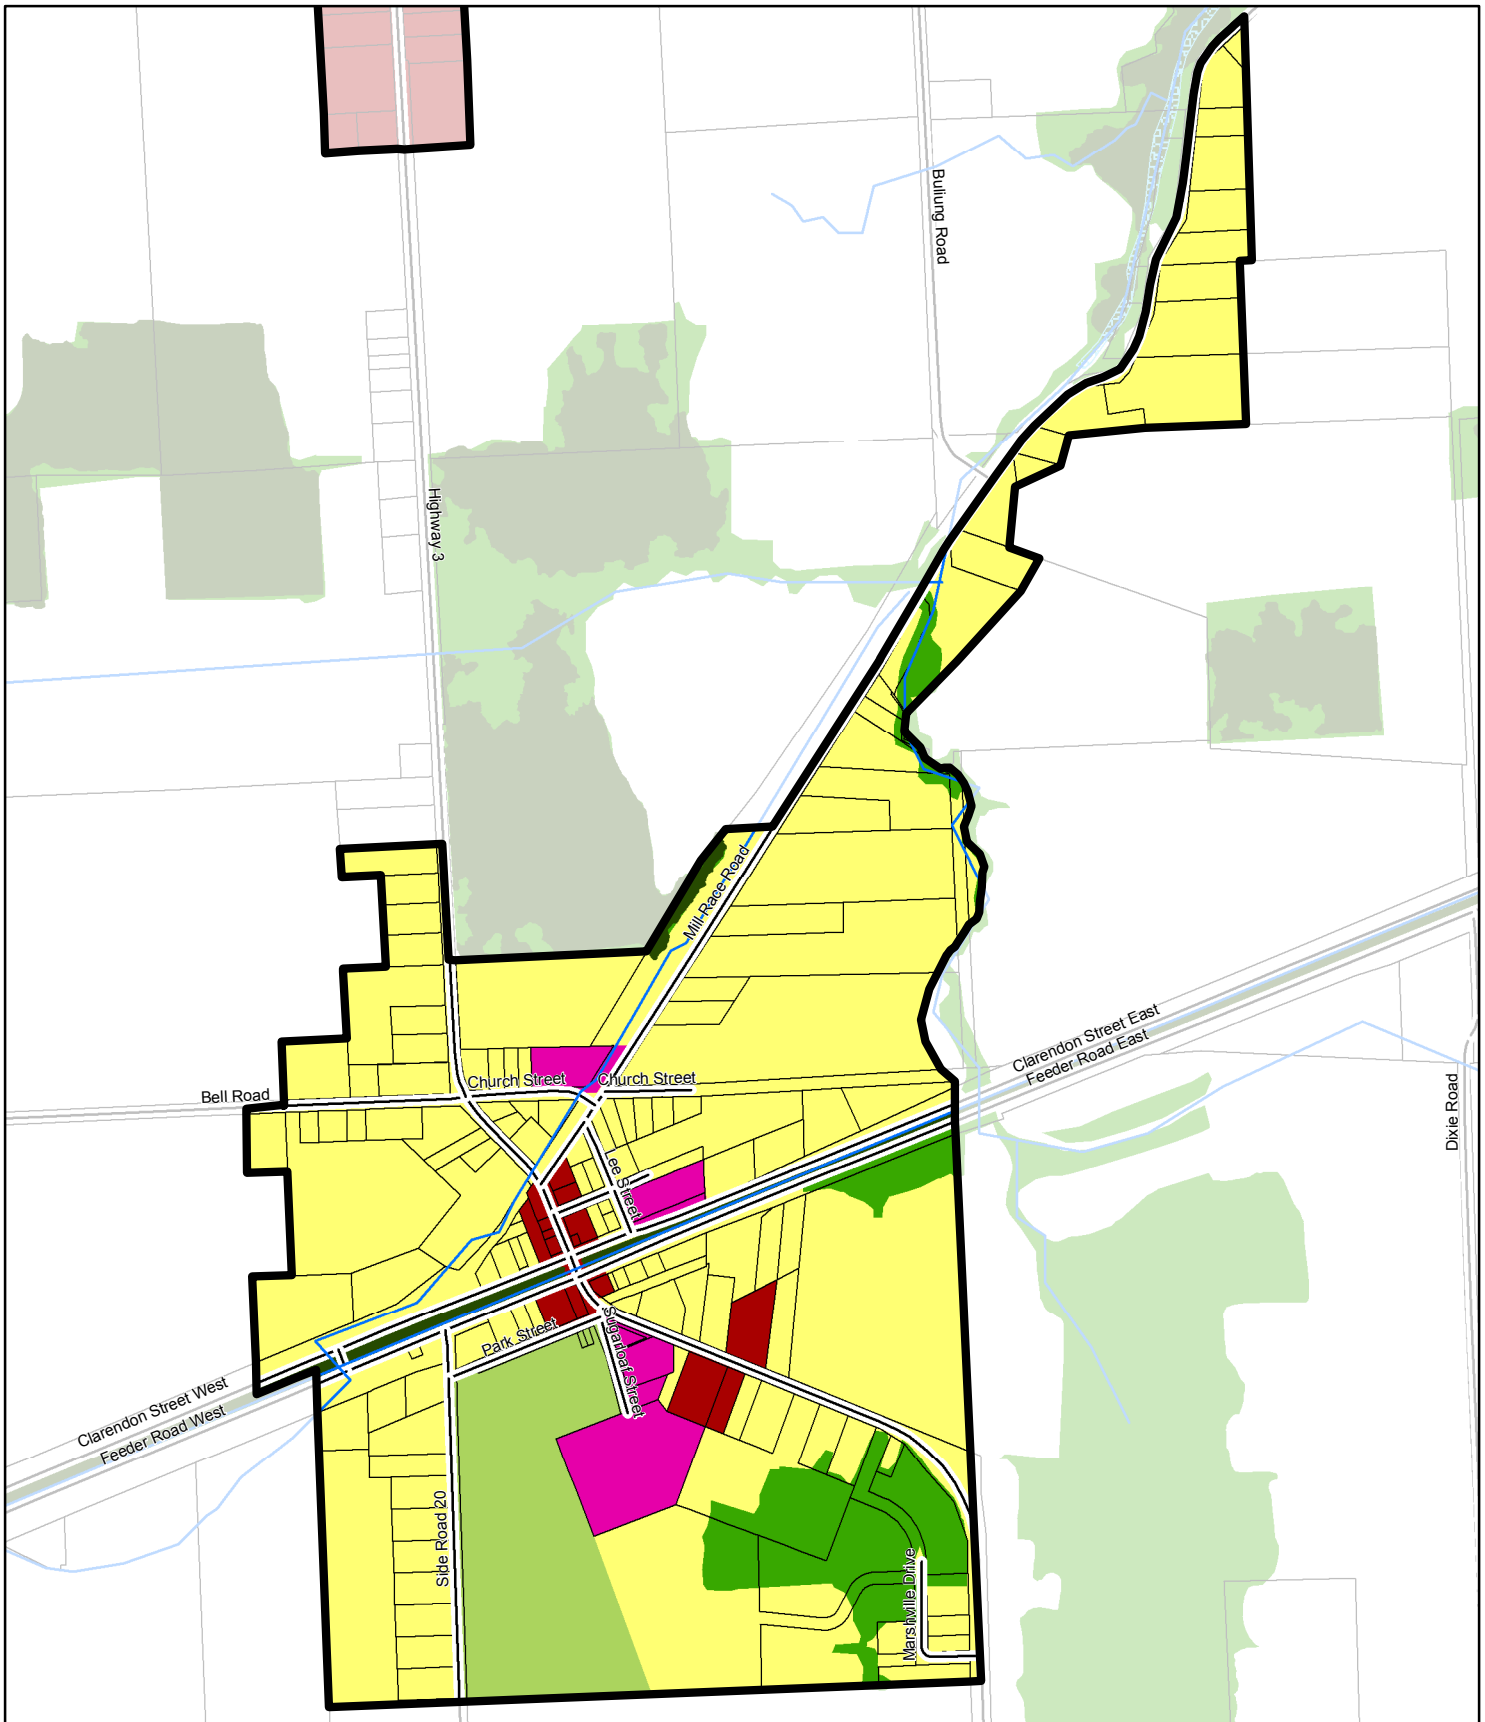 Buliung Road
Highway 3
Mill Race Road
Clarendon Street East
Feeder Road East
Church Street
Church Street
Bell Road
Dixie Road
Lee Street
Sugarloaf Street
Park Street
Clarendon Street West
Feeder Road West
Side Road 20
Marshville Drive